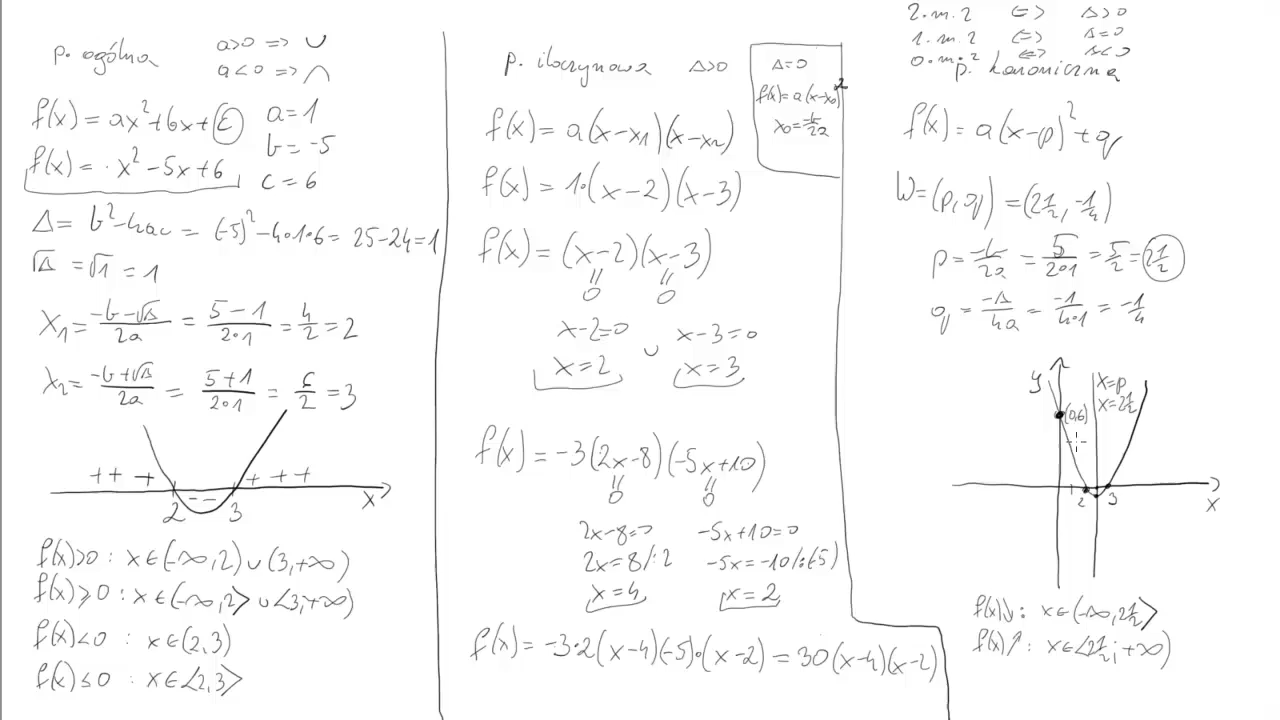 p. ogólna
a>0 => ∪
a<0 => ∩
f(x) = ax²+bx+c
f(x) = x²-5x+6
a=1
b=-5
c=6
Δ= b²-4ac = (-5)²-4·1·6= 25-24=1
√Δ =√1 =1
x₁= (-b-√Δ)/2a = (5-1)/2·1 = 4/2 =2
x₂= (-b+√Δ)/2a = (5+1)/2·1 = 6/2 =3
+ + + -- + + +
2 3 x
f(x)>0 : x∈(-∞,2) ∪ (3,+∞)
f(x)⩾0 : x∈(-∞,2> ∪ <3,+∞)
f(x)<0 : x∈(2,3)
f(x)≤0 : x∈<2,3>
p. iloczynowa Δ>0
Δ=0
f(x)=a(x-x₀)²
x₀= -b/2a
f(x)= a(x-x₁)(x-x₂)
f(x)= 1·(x-2)(x-3)
f(x)= (x-2)(x-3)
= =
0 0
x-2=0 ∪ x-3=0
x=2 x=3
f(x)= -3(2x-8)(-5x+10)
= =
0 0
2x-8=0 -5x+10=0
2x=8/:2 -5x=-10/:(-5)
x=4 x=2
f(x)= -3·2(x-4)(-5)·(x-2) = 30(x-4)(x-2)
2.m.z <=> Δ>0
1.m.z <=> Δ=0
0.m.z <=> Δ<0
p. kanoniczna
f(x)= a(x-p)²+q
W=(p,q) =(2½,-¼)
p= -b/2a = 5/2·1 = 5/2 = 2½
q= -Δ/4a = -1/4·1 = -¼
y
x=p
x=2½
(0,6)
1 2 3 x
f(x)↓: x∈(-∞,2½>
f(x)↗: x∈<2½;+∞)